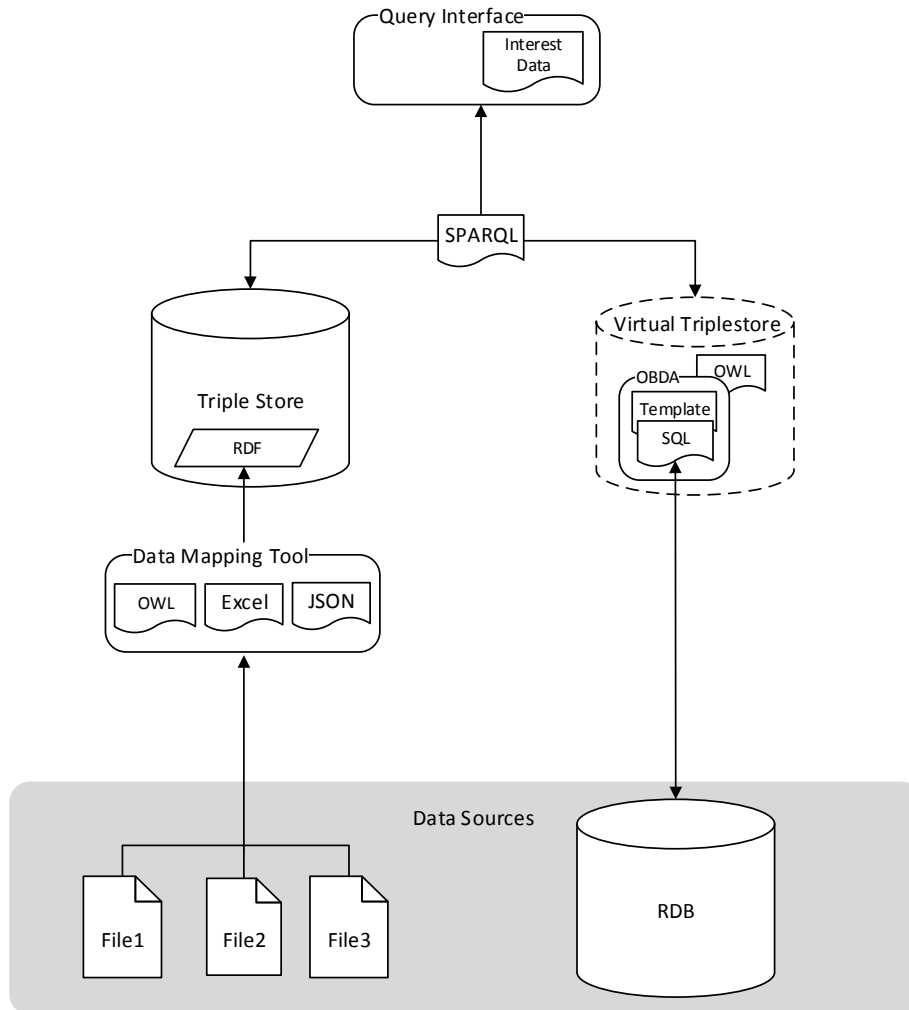 Query Interface
Interest
Data
SPARQL
Virtual Triplestore
OWL
OBDA
Template
SQL
Triple Store
RDF
Data Mapping Tool
OWL
Excel
JSON
Data Sources
File1
File2
File3
RDB